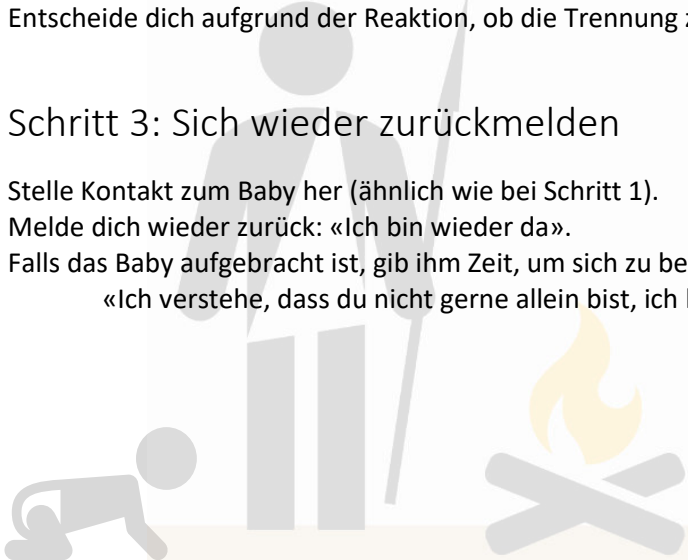 Entscheide dich aufgrund der Reaktion, ob die Trennung
Schritt 3: Sich wieder zurückmelden
Stelle Kontakt zum Baby her (ähnlich wie bei Schritt 1).
Melde dich wieder zurück: «Ich bin wieder da».
Falls das Baby aufgebracht ist, gib ihm Zeit, um sich zu
«Ich verstehe, dass du nicht gerne allein bist, ich